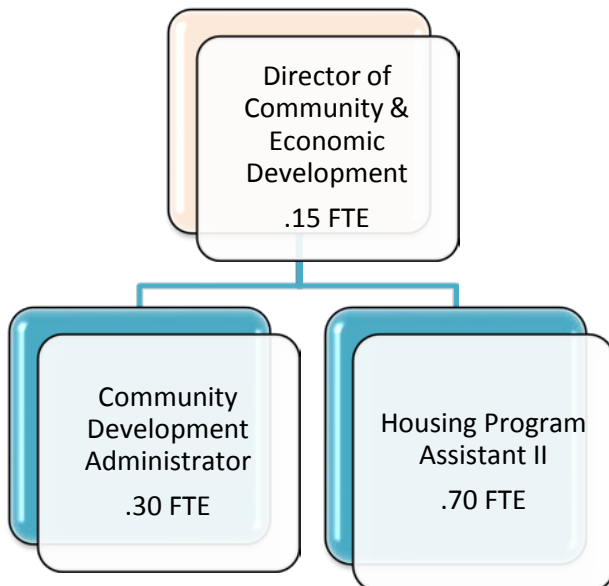 Director of
Community &
Economic
Development
.15 FTE
Community
Development
Administrator
.30 FTE
Housing Program
Assistant II
.70 FTE